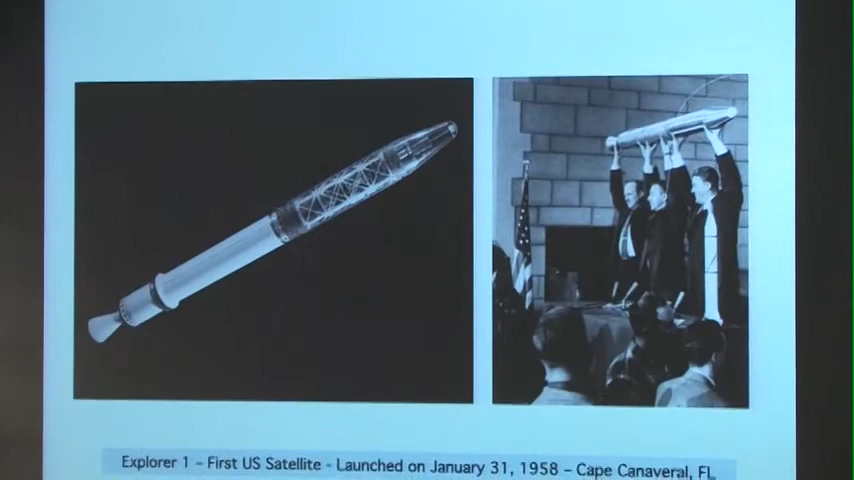 Explorer 1 – First US Satellite - Launched on January 31, 1958 – Cape Canaveral, FL